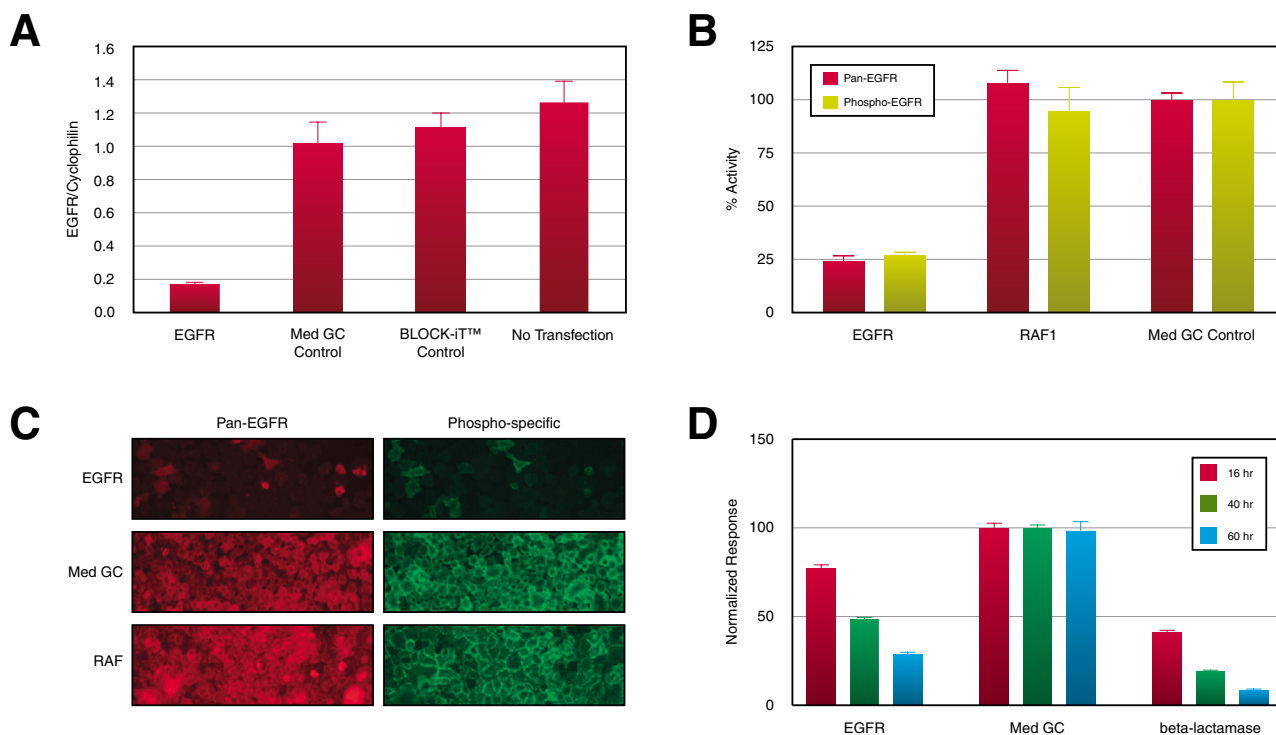 A
EGFR/Cyclophilin
1.6
1.4
1.2
1.0
0.8
0.6
0.4
0.2
0.0
EGFR
Med GC
Control
BLOCK-iT™
Control
No Transfection
B
% Activity
125
100
75
50
25
0
Pan-EGFR
Phospho-EGFR
EGFR
RAF1
Med GC Control
C
Pan-EGFR
Phospho-specific
EGFR
Med GC
RAF
D
Normalized Response
150
100
50
0
16 hr
40 hr
60 hr
EGFR
Med GC
beta-lactamase